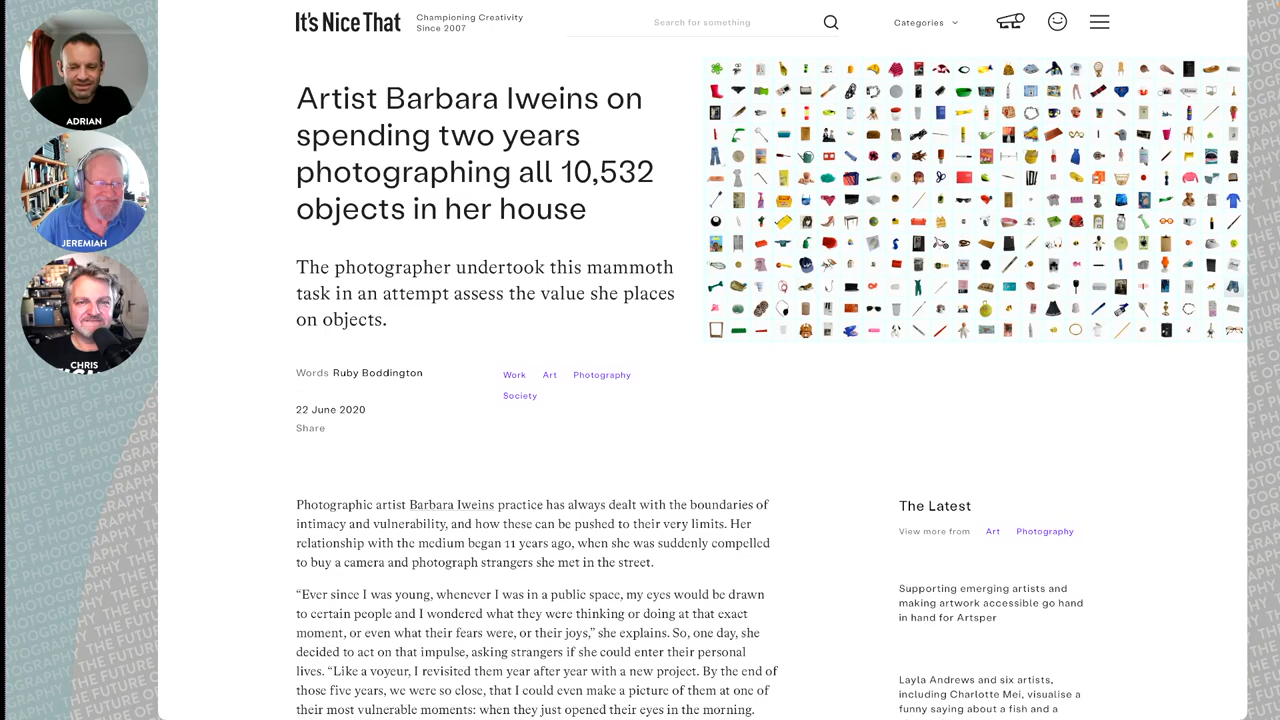 It's Nice That
Championing Creativity
Since 2007
Search for something
Categories
ADRIAN
JEREMIAH
CHRIS
Artist Barbara Iweins on
spending two years
photographing all 10,532
objects in her house
The photographer undertook this mammoth
task in an attempt assess the value she places
on objects.
Words Ruby Boddington
Work Art Photography
Society
22 June 2020
Share
Photographic artist Barbara Iweins practice has always dealt with the boundaries of
intimacy and vulnerability, and how these can be pushed to their very limits. Her
relationship with the medium began 11 years ago, when she was suddenly compelled
to buy a camera and photograph strangers she met in the street.
“Ever since I was young, whenever I was in a public space, my eyes would be drawn
to certain people and I wondered what they were thinking or doing at that exact
moment, or even what their fears were, or their joys,” she explains. So, one day, she
decided to act on that impulse, asking strangers if she could enter their personal
lives. “Like a voyeur, I revisited them year after year with a new project. By the end of
those five years, we were so close, that I could even make a picture of them at one of
their most vulnerable moments: when they just opened their eyes in the morning.
The Latest
View more from Art Photography
Supporting emerging artists and
making artwork accessible go hand
in hand for Artsper
Layla Andrews and six artists,
including Charlotte Mei, visualise a
funny saying about a fish and a
THE FUTURE OF PHOTOGRAPHY